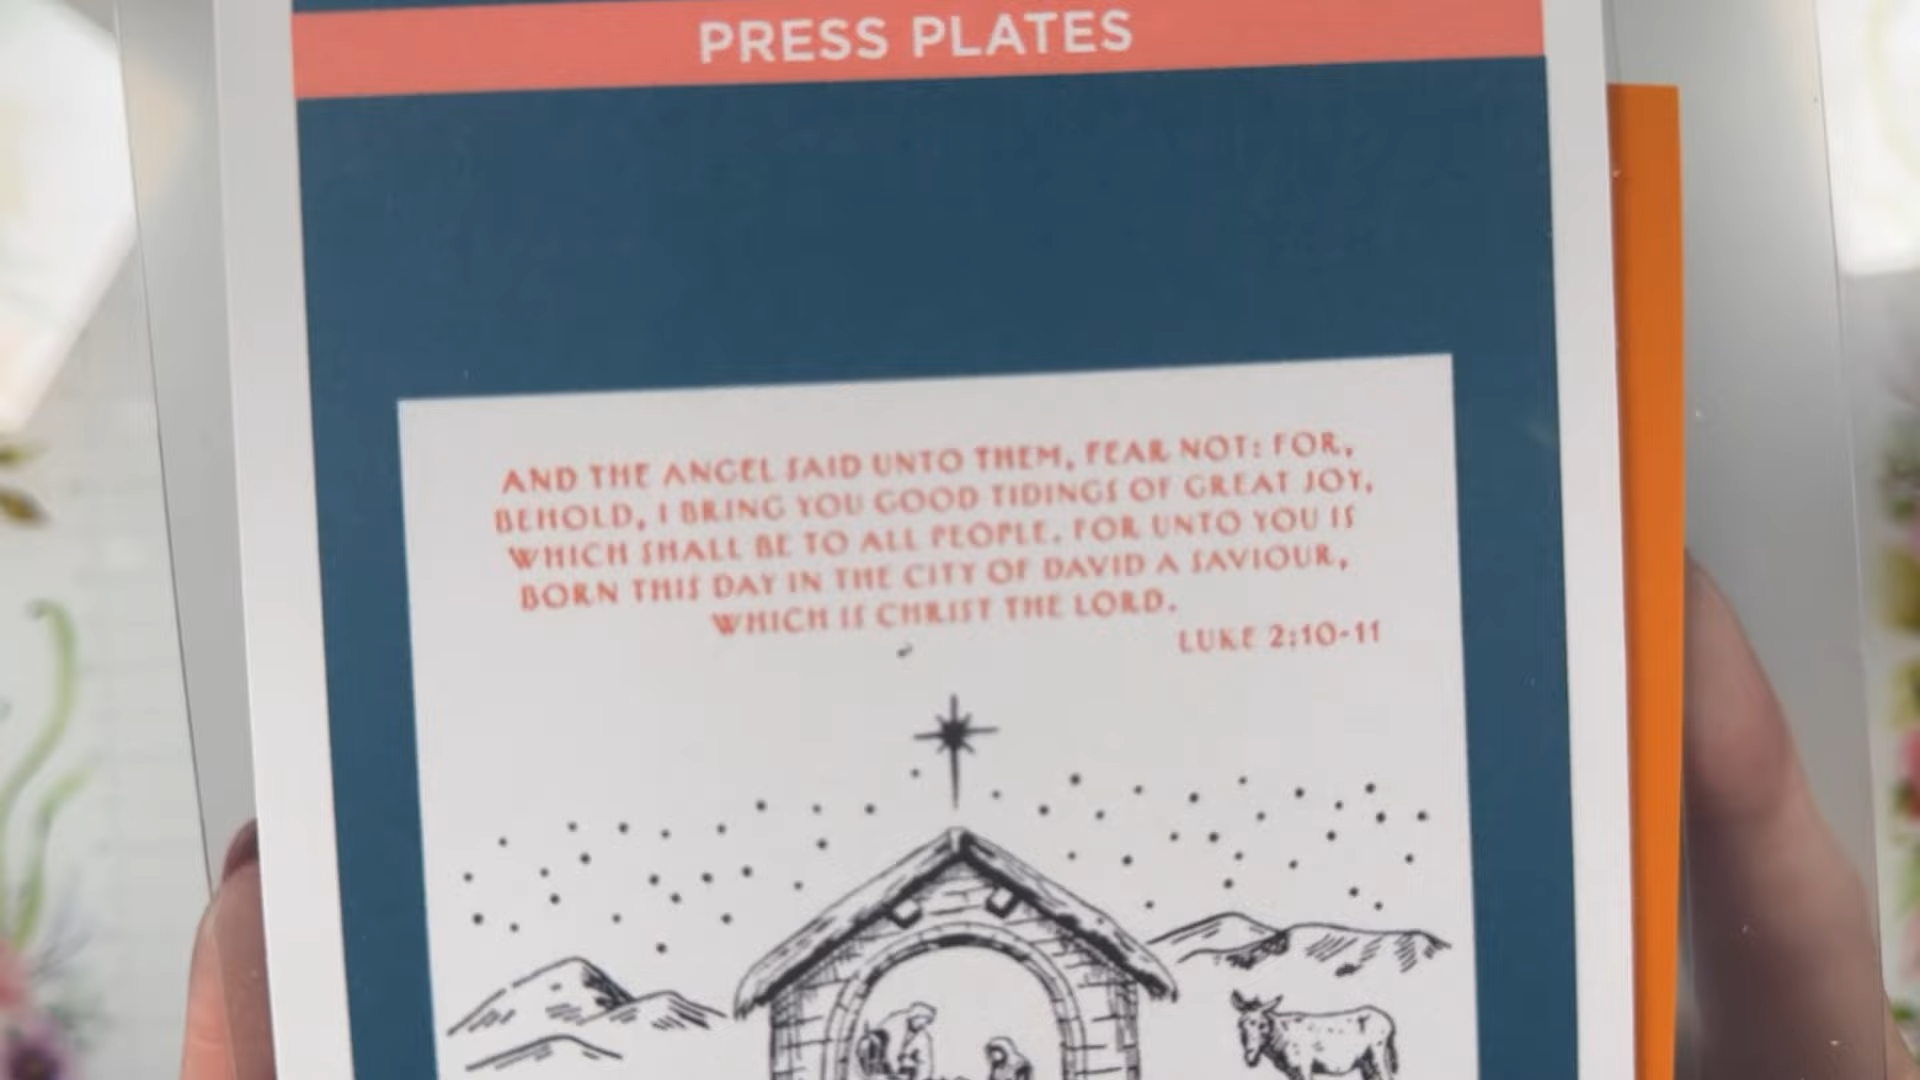 PRESS PLATES
AND THE ANGEL SAID UNTO THEM, FEAR NOT: FOR,
BEHOLD, I BRING YOU GOOD TIDINGS OF GREAT JOY,
WHICH SHALL BE TO ALL PEOPLE. FOR UNTO YOU IS
BORN THIS DAY IN THE CITY OF DAVID A SAVIOUR,
WHICH IS CHRIST THE LORD.
LUKE 2:10-11